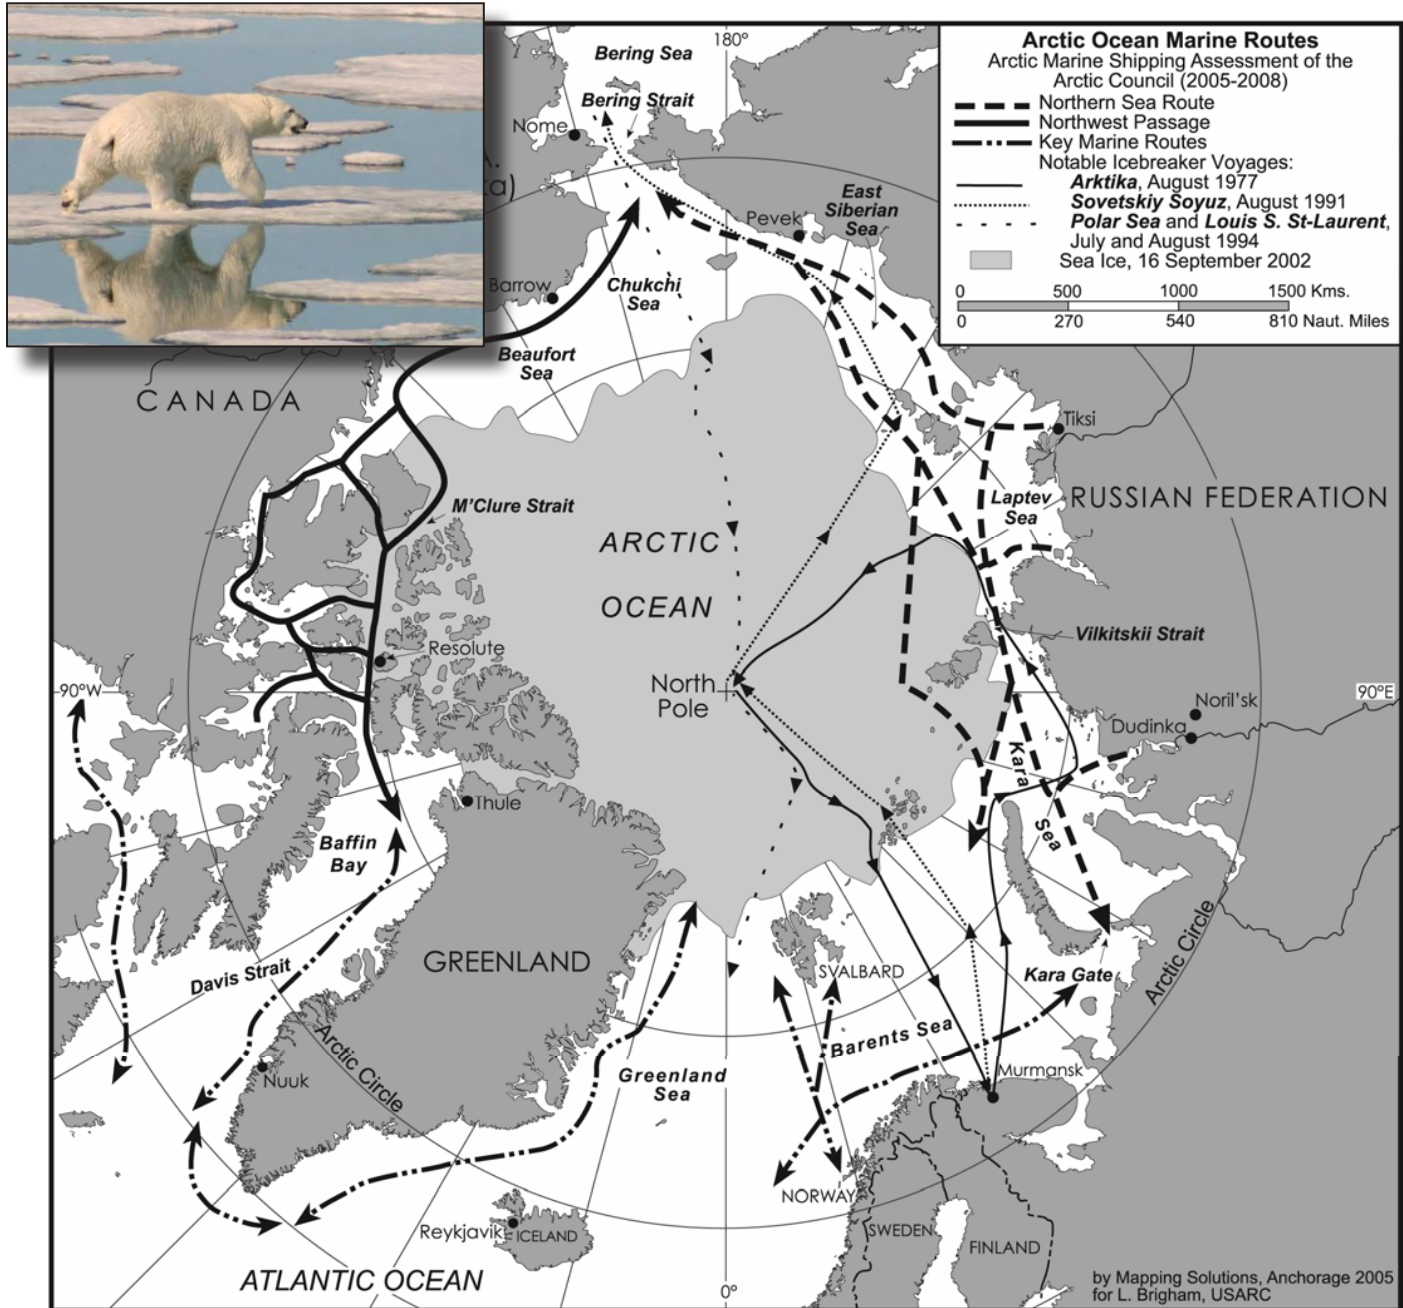 Arctic Ocean Marine Routes
Arctic Marine Shipping Assessment of the
Arctic Council (2005-2008)
Northern Sea Route
Northwest Passage
Key Marine Routes
Notable Icebreaker Voyages:
Arktika, August 1977
Sovetskiy Soyuz, August 1991
Polar Sea and Louis S. St-Laurent,
July and August 1994
Sea Ice, 16 September 2002
0 500 1000 1500 Kms.
0 270 540 810 Naut. Miles
180°
Bering Sea
Bering Strait
Nome
East
Siberian
Sea
Pevek
Chukchi
Sea
Barrow
Beaufort
Sea
CANADA
Tiksi
M'Clure Strait
Laptev
Sea
RUSSIAN FEDERATION
ARCTIC
OCEAN
Vilkitskii Strait
Resolute
90°W
North
Pole
90°E
Noril'sk
Dudinka
Kara
Sea
Thule
Baffin
Bay
GREENLAND
Davis Strait
SVALBARD
Kara Gate
Arctic Circle
Barents Sea
Arctic Circle
Nuuk
Greenland
Sea
Murmansk
NORWAY
Reykjavik
ICELAND
SWEDEN
FINLAND
ATLANTIC OCEAN
0°
by Mapping Solutions, Anchorage 2005
for L. Brigham, USARC